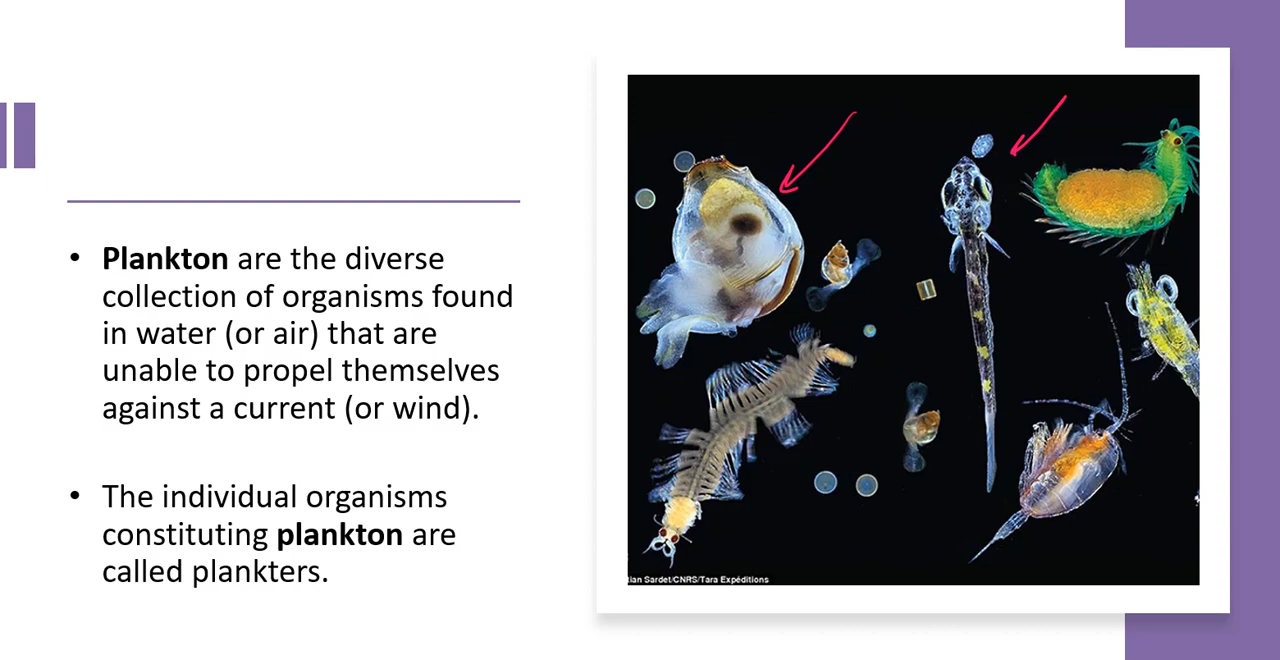 • Plankton are the diverse
collection of organisms found
in water (or air) that are
unable to propel themselves
against a current (or wind).
• The individual organisms
constituting plankton are
called plankters.
tian Sardet/CNRS/Tara Expéditions